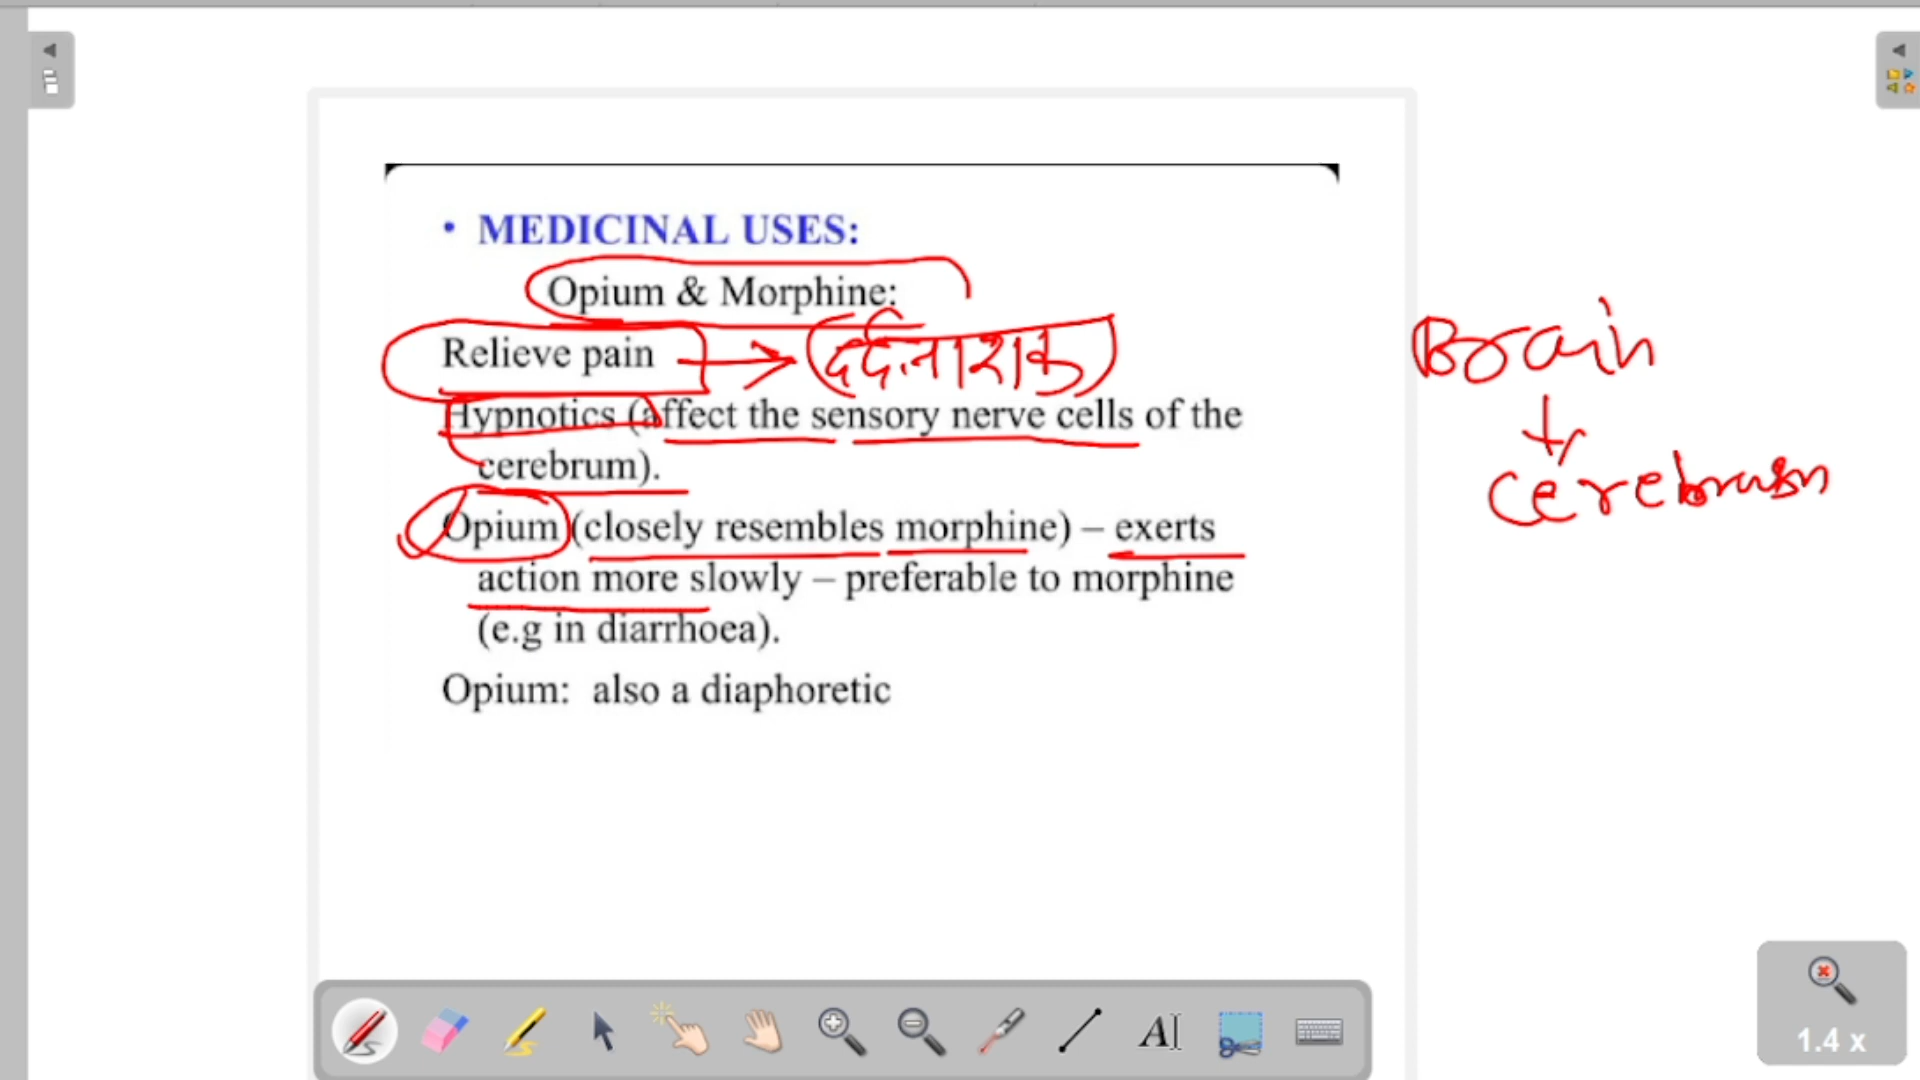 • MEDICINAL USES:
Opium & Morphine:
Relieve pain → दर्दनाशक
Hypnotics (affect the sensory nerve cells of the
cerebrum).
Opium (closely resembles morphine) – exerts
action more slowly – preferable to morphine
(e.g in diarrhoea).
Opium: also a diaphoretic
Brain
↓
cerebrum
1.4 x